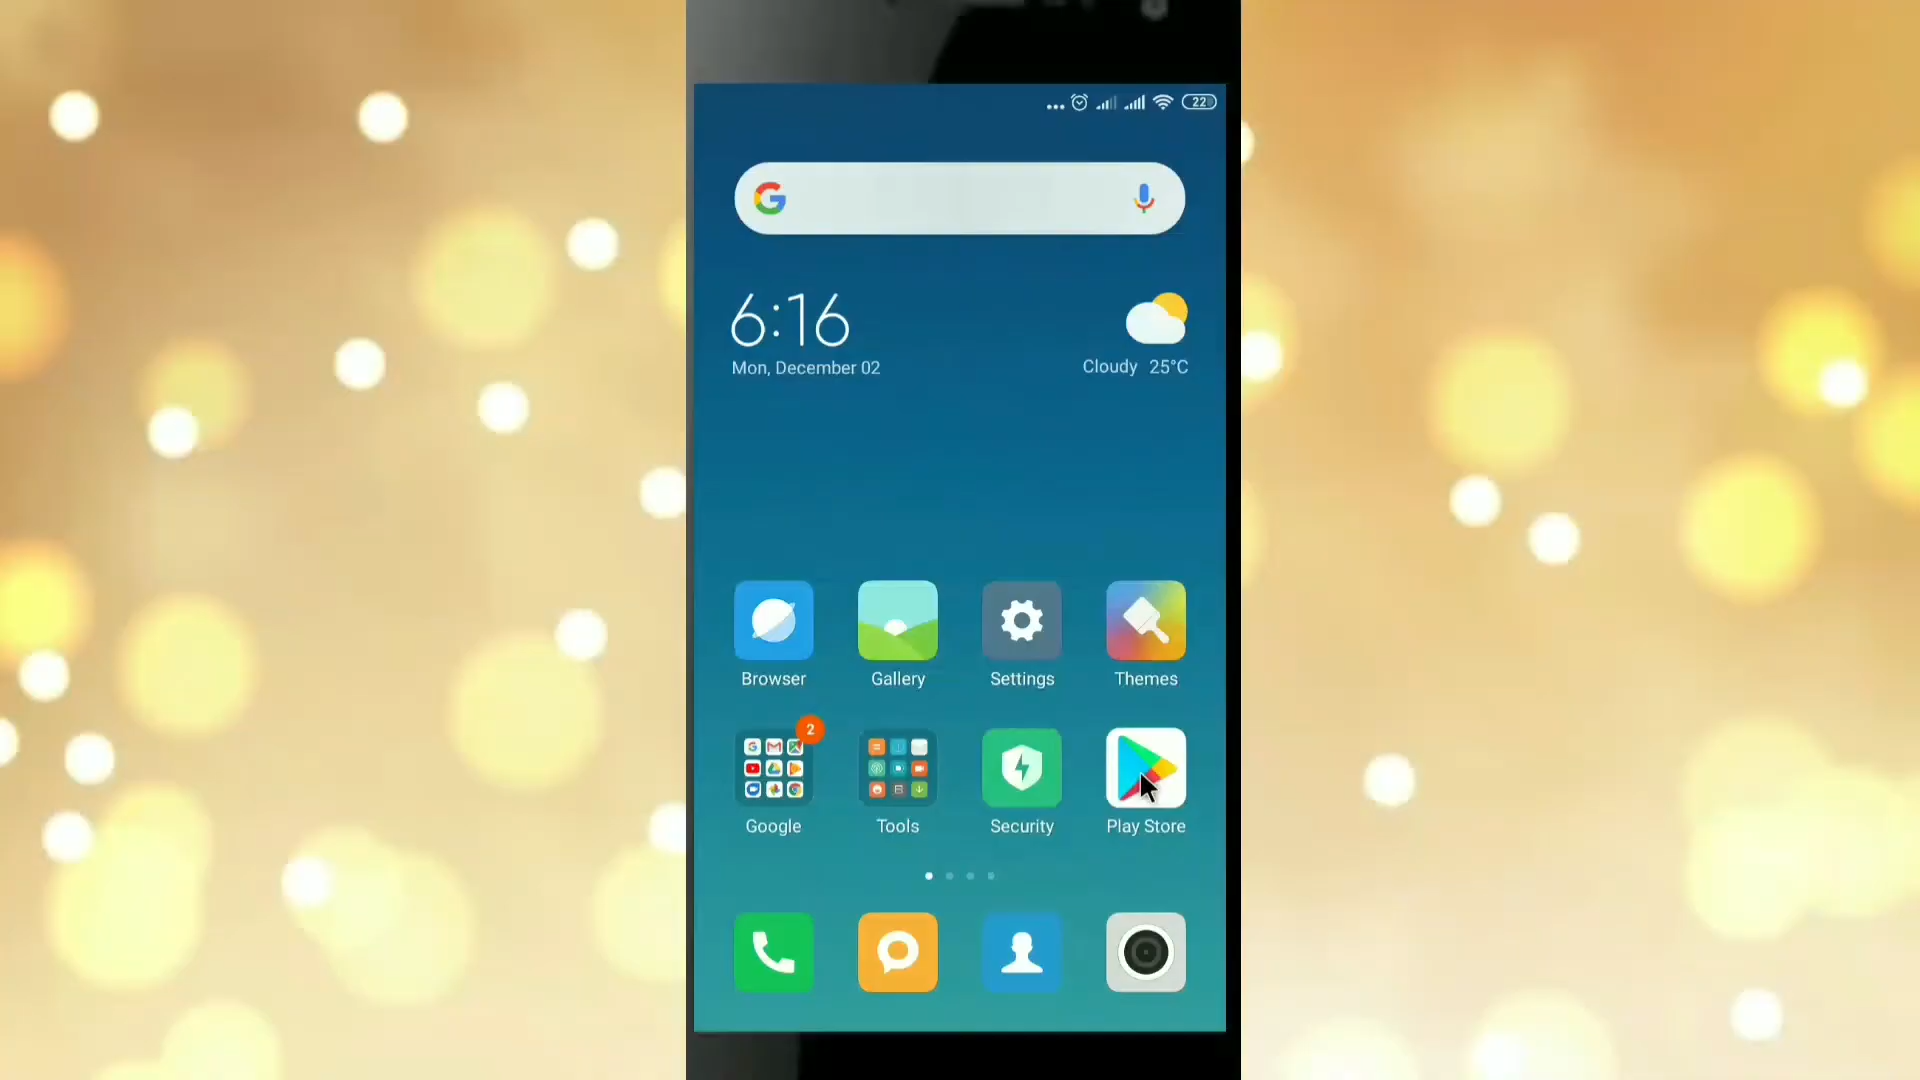 22
6:16
Mon, December 02
Cloudy 25°C
Browser
Gallery
Settings
Themes
2
Google
Tools
Security
Play Store